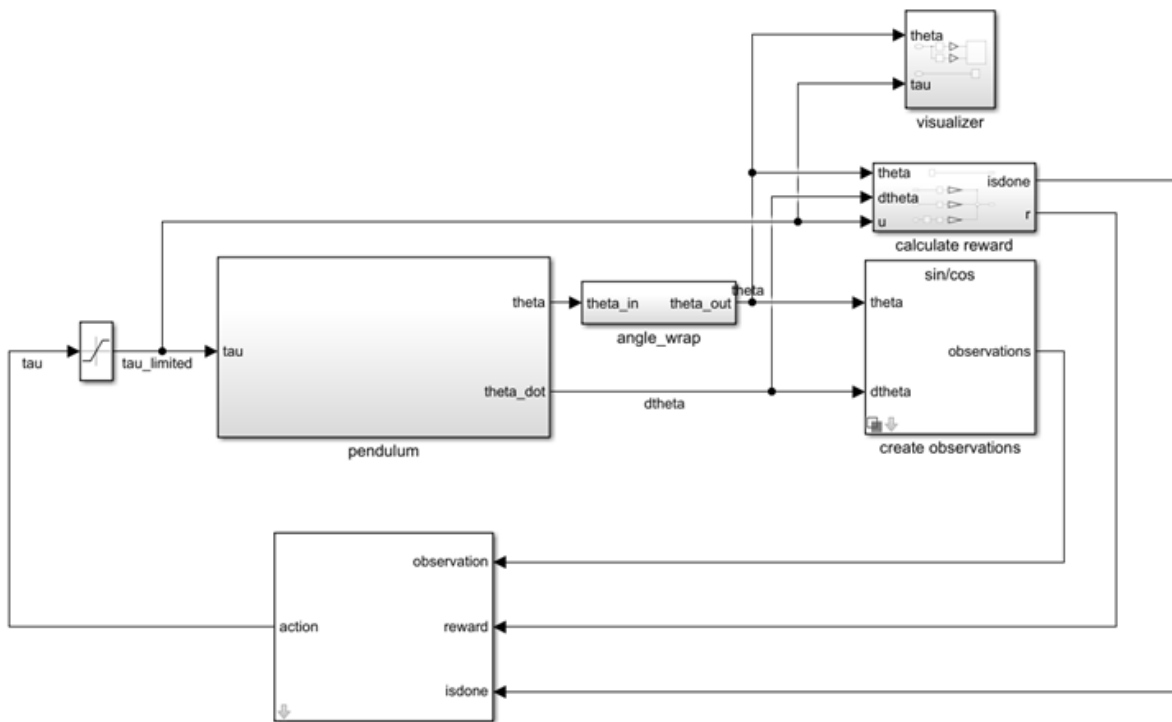 theta
tau
visualizer
theta
dtheta
u
isdone
r
calculate reward
tau
tau_limited
tau
theta
theta_dot
pendulum
theta_in
theta_out
angle_wrap
theta
dtheta
sin/cos
theta
dtheta
observations
create observations
observation
action
reward
isdone